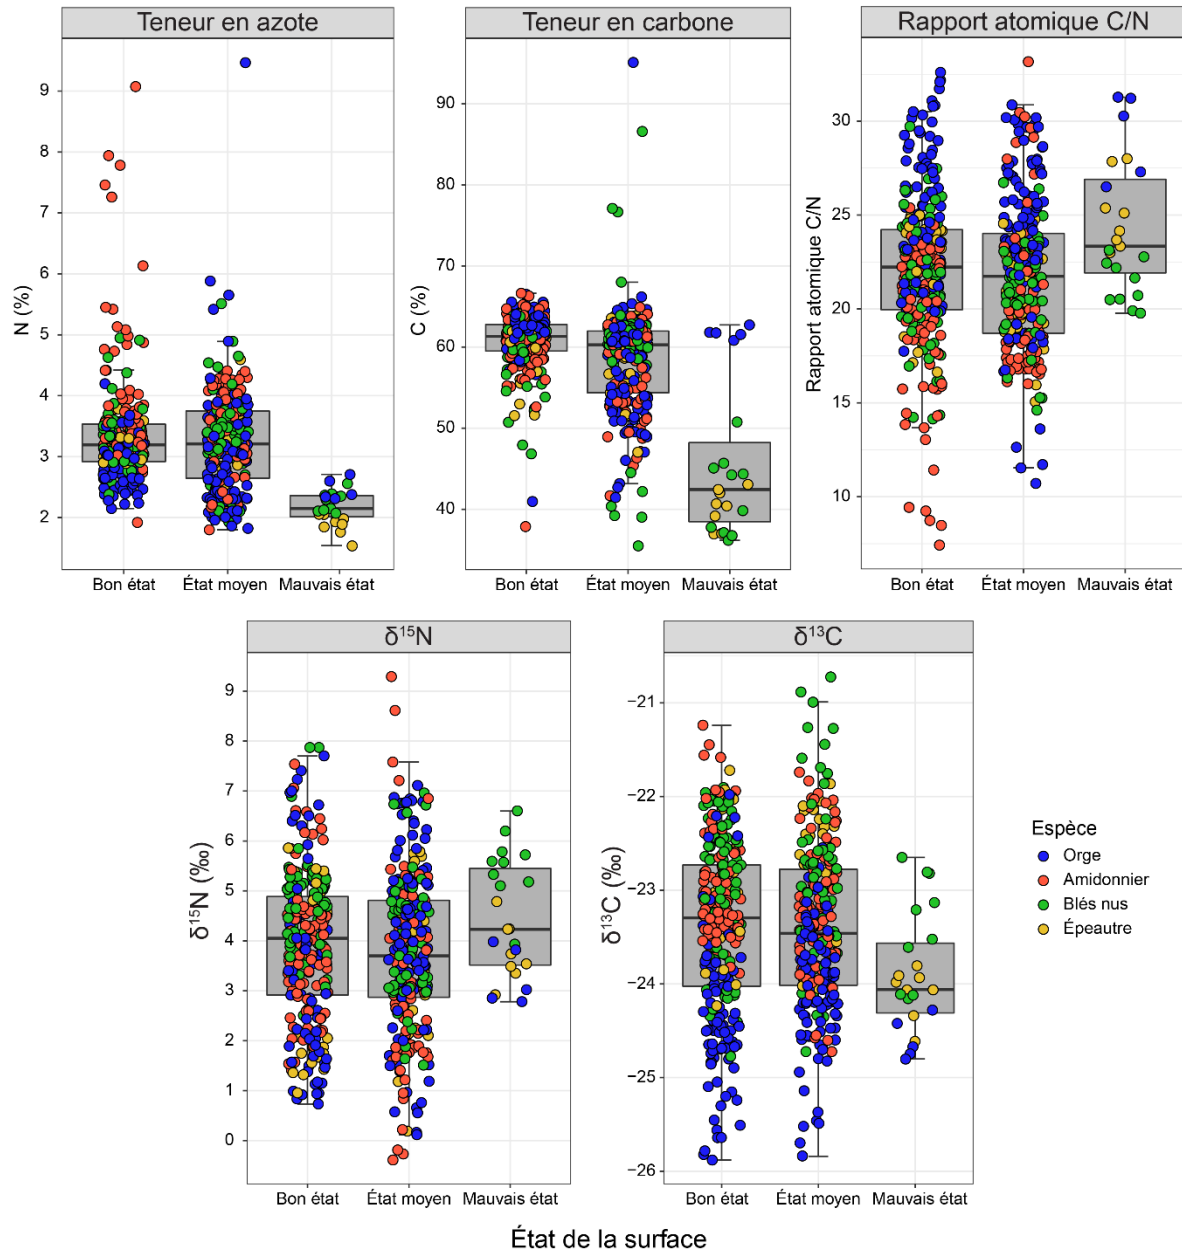 Teneur en azote
Teneur en carbone
Rapport atomique C/N
N (%)
9
8
7
6
5
4
3
2
C (%)
90
80
70
60
50
40
Rapport atomique C/N
30
25
20
15
10
Bon état État moyen Mauvais état
Bon état État moyen Mauvais état
Bon état État moyen Mauvais état
δ¹⁵N
δ¹³C
δ¹⁵N (‰)
9
8
7
6
5
4
3
2
1
0
δ¹³C (‰)
−21
−22
−23
−24
−25
−26
Bon état État moyen Mauvais état
Bon état État moyen Mauvais état
Espèce
Orge
Amidonnier
Blés nus
Épeautre
État de la surface